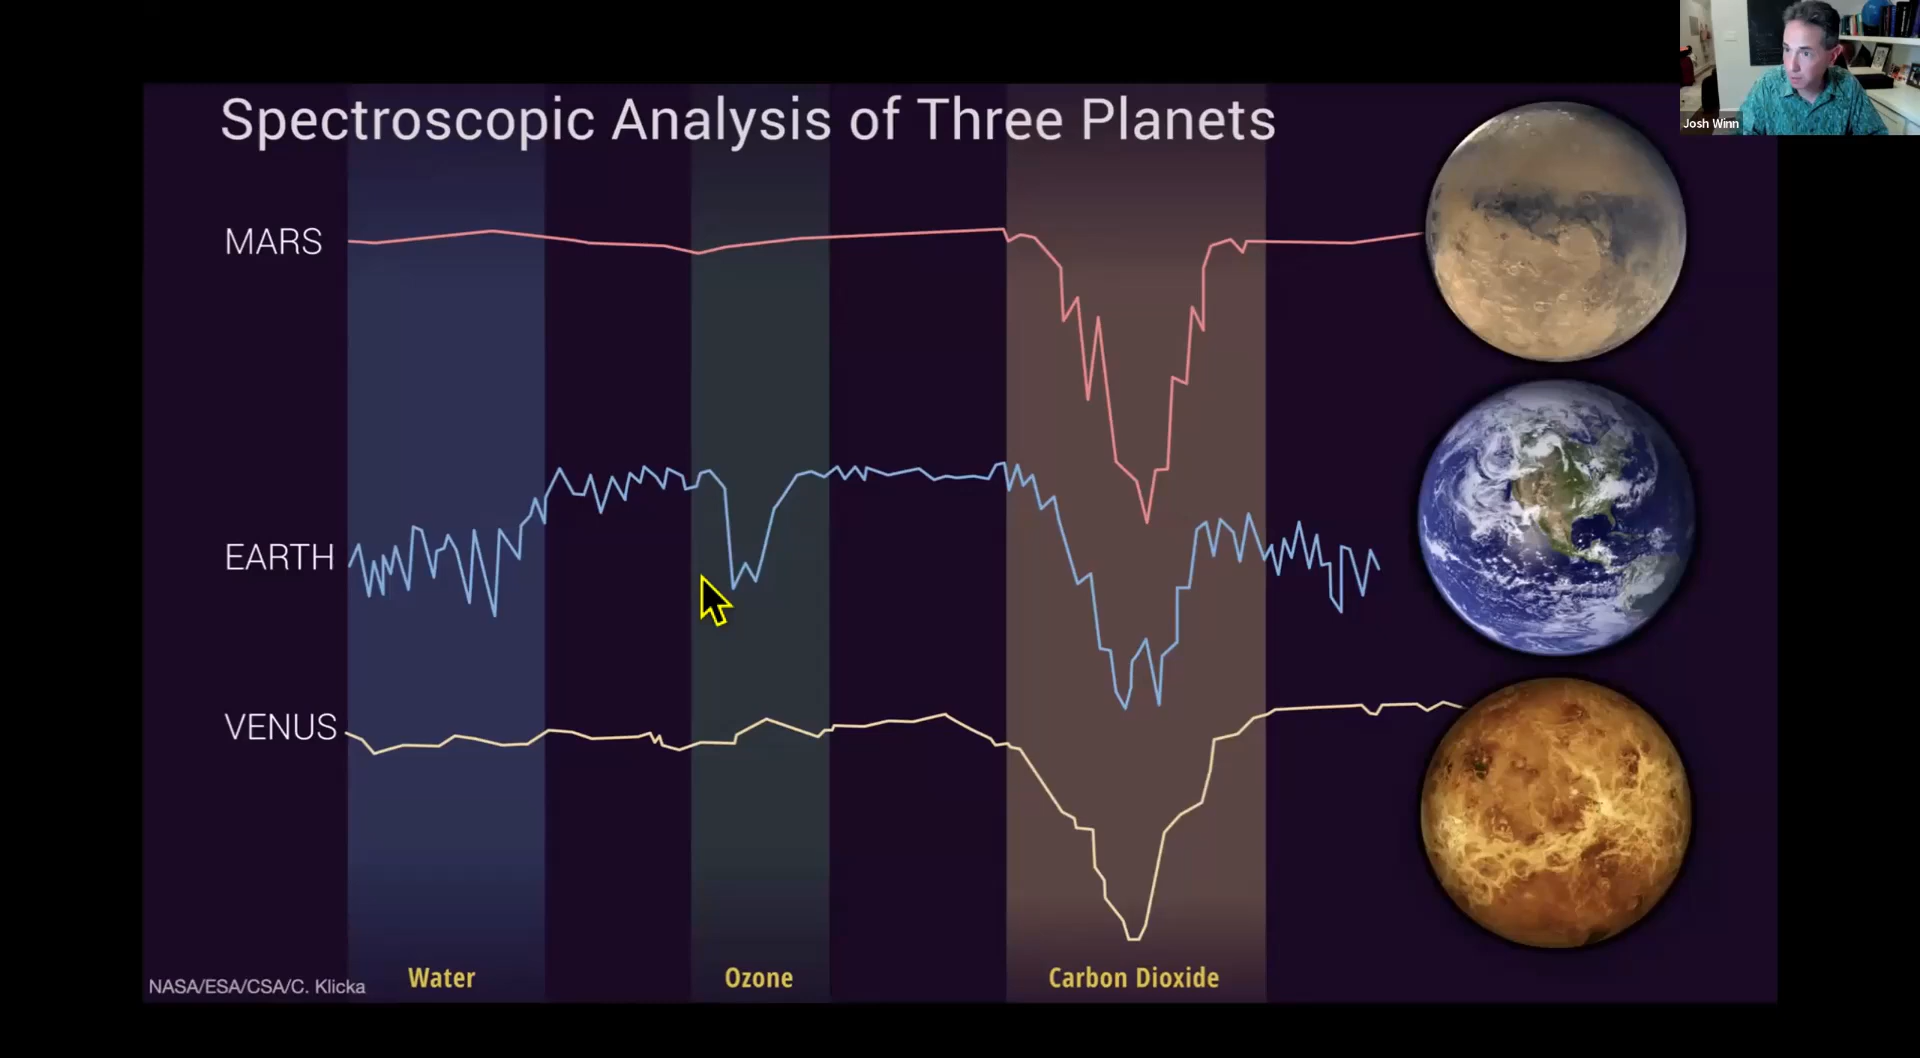 Josh Winn
Spectroscopic Analysis of Three Planets
MARS
EARTH
VENUS
Water
Ozone
Carbon Dioxide
NASA/ESA/CSA/C. Klicka